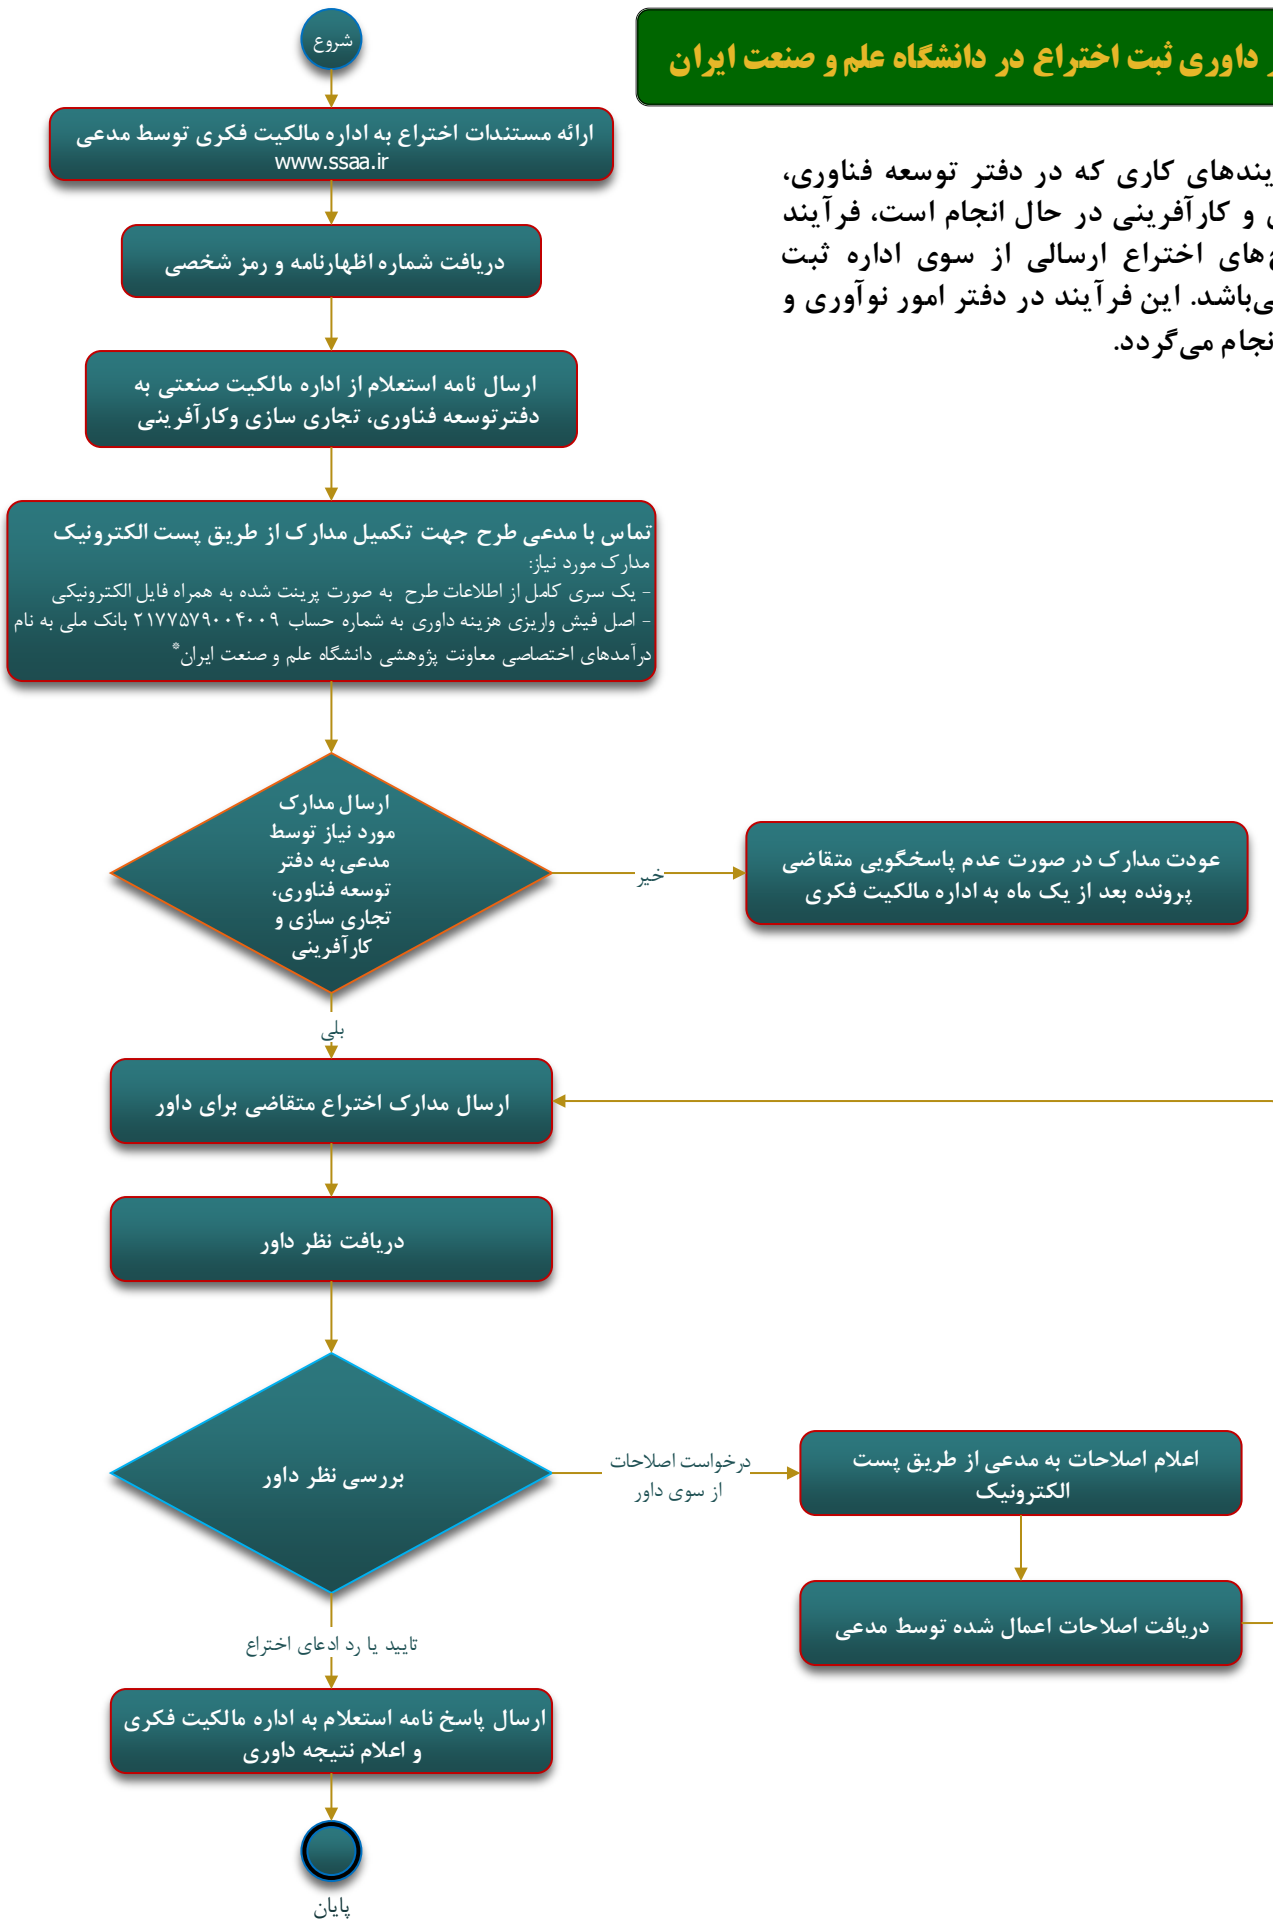 داوری ثبت اختراع در دانشگاه علم و صنعت ایران
یندهای کاری که در دفتر توسعه فناوری،
و کارآفرینی در حال انجام است، فرآیند
های اختراع ارسالی از سوی اداره ثبت
ی‌باشد. این فرآیند در دفتر امور نوآوری و
نجام می‌گردد.
شروع
ارائه مستندات اختراع به اداره مالکیت فکری توسط مدعی
www.ssaa.ir
دریافت شماره اظهارنامه و رمز شخصی
ارسال نامه استعلام از اداره مالکیت صنعتی به
دفترتوسعه فناوری، تجاری سازی وکارآفرینی
تماس با مدعی طرح جهت تکمیل مدارک از طریق پست الکترونیک
مدارک مورد نیاز:
- یک سری کامل از اطلاعات طرح به صورت پرینت شده به همراه فایل الکترونیکی
- اصل فیش واریزی هزینه داوری به شماره حساب ۲۱۷۷۵۷۹۰۰۴۰۰۹ بانک ملی به نام
درآمدهای اختصاصی معاونت پژوهشی دانشگاه علم و صنعت ایران*
ارسال مدارک
مورد نیاز توسط
مدعی به دفتر
توسعه فناوری،
تجاری سازی و
کارآفرینی
خیر
عودت مدارک در صورت عدم پاسخگویی متقاضی
پرونده بعد از یک ماه به اداره مالکیت فکری
بلی
ارسال مدارک اختراع متقاضی برای داور
دریافت نظر داور
بررسی نظر داور
درخواست اصلاحات
از سوی داور
اعلام اصلاحات به مدعی از طریق پست
الکترونیک
دریافت اصلاحات اعمال شده توسط مدعی
تایید یا رد ادعای اختراع
ارسال پاسخ نامه استعلام به اداره مالکیت فکری
و اعلام نتیجه داوری
پایان